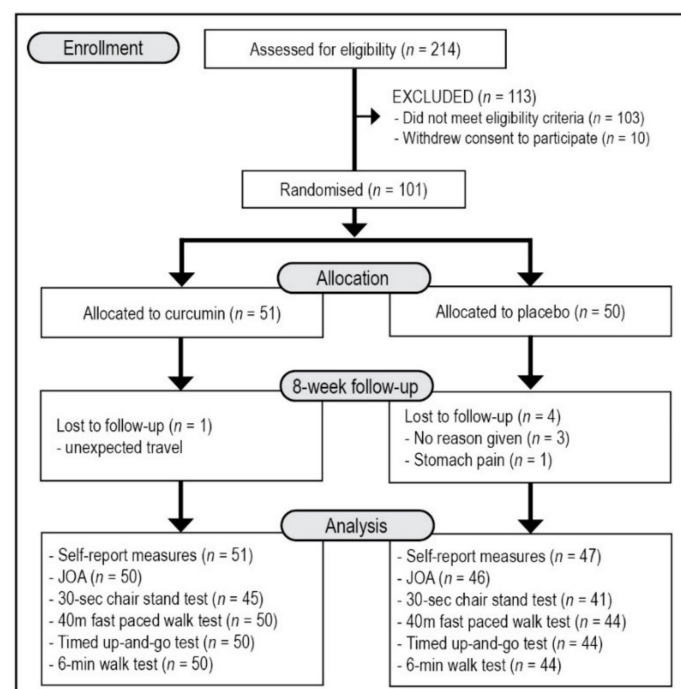 Enrollment
Assessed for eligibility (n = 214)
EXCLUDED (n = 113)
- Did not meet eligibility criteria (n = 103)
- Withdrew consent to participate (n = 10)
Randomised (n = 101)
Allocation
Allocated to curcumin (n = 51)
Allocated to placebo (n = 50)
8-week follow-up
Lost to follow-up (n = 1)
- unexpected travel
Lost to follow-up (n = 4)
- No reason given (n = 3)
- Stomach pain (n = 1)
Analysis
- Self-report measures (n = 51)
- JOA (n = 50)
- 30-sec chair stand test (n = 45)
- 40m fast paced walk test (n = 50)
- Timed up-and-go test (n = 50)
- 6-min walk test (n = 50)
- Self-report measures (n = 47)
- JOA (n = 46)
- 30-sec chair stand test (n = 41)
- 40m fast paced walk test (n = 44)
- Timed up-and-go test (n = 44)
- 6-min walk test (n = 44)